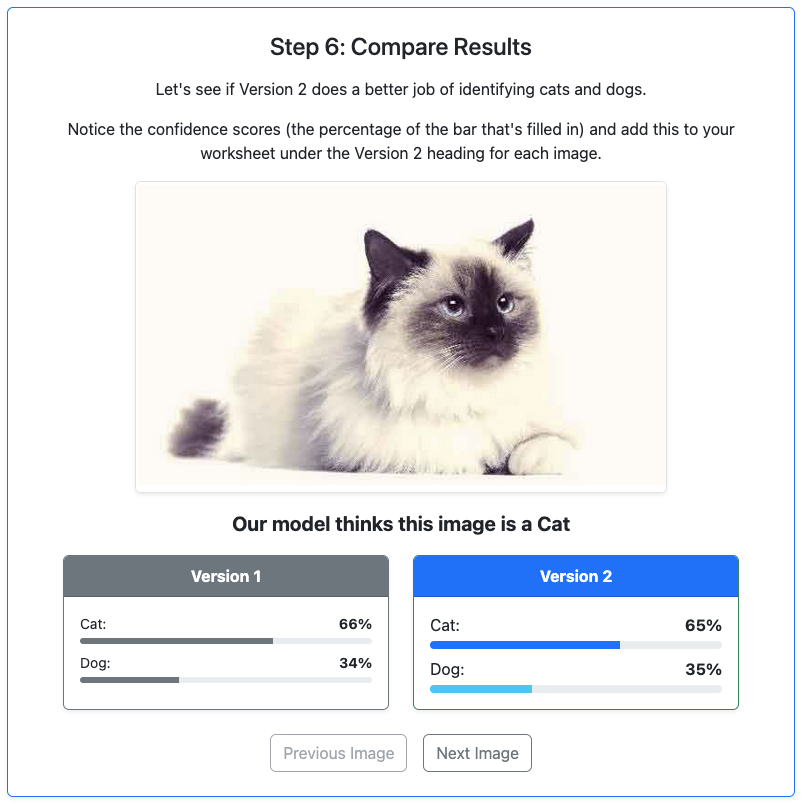 Step 6: Compare Results
Let's see if Version 2 does a better job of identifying cats and dogs.
Notice the confidence scores (the percentage of the bar that's filled in) and add this to your
worksheet under the Version 2 heading for each image.
Our model thinks this image is a Cat
Version 1
Cat: 66%
Dog: 34%
Version 2
Cat: 65%
Dog: 35%
Previous Image
Next Image